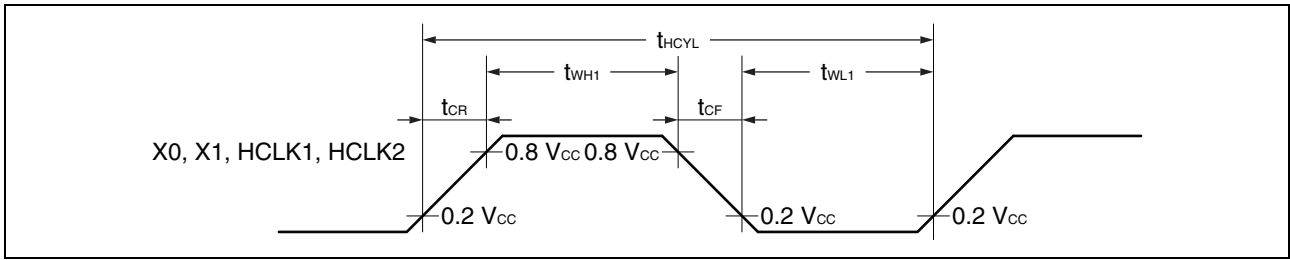 tHCYL
tWH1
tWL1
tCR
tCF
X0, X1, HCLK1, HCLK2
0.8 VCC 0.8 VCC
0.2 VCC
0.2 VCC
0.2 VCC